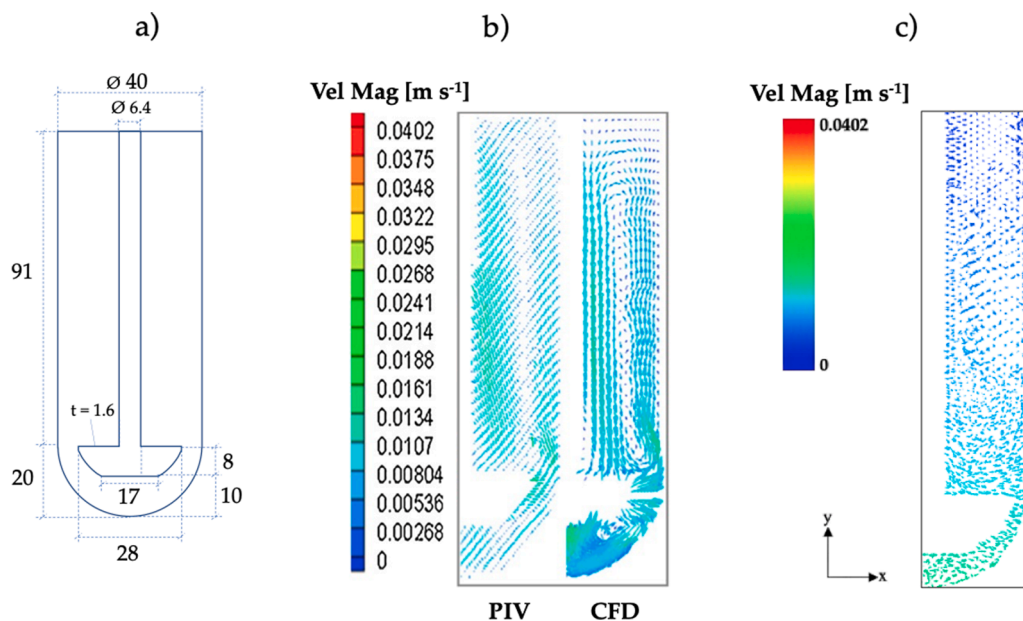 a)
Ø 40
Ø 6.4
91
t = 1.6
20
8
17
10
28
b)
Vel Mag [m s-1]
0.0402
0.0375
0.0348
0.0322
0.0295
0.0268
0.0241
0.0214
0.0188
0.0161
0.0134
0.0107
0.00804
0.00536
0.00268
0
PIV CFD
c)
Vel Mag [m s-1]
0.0402
0
y
x